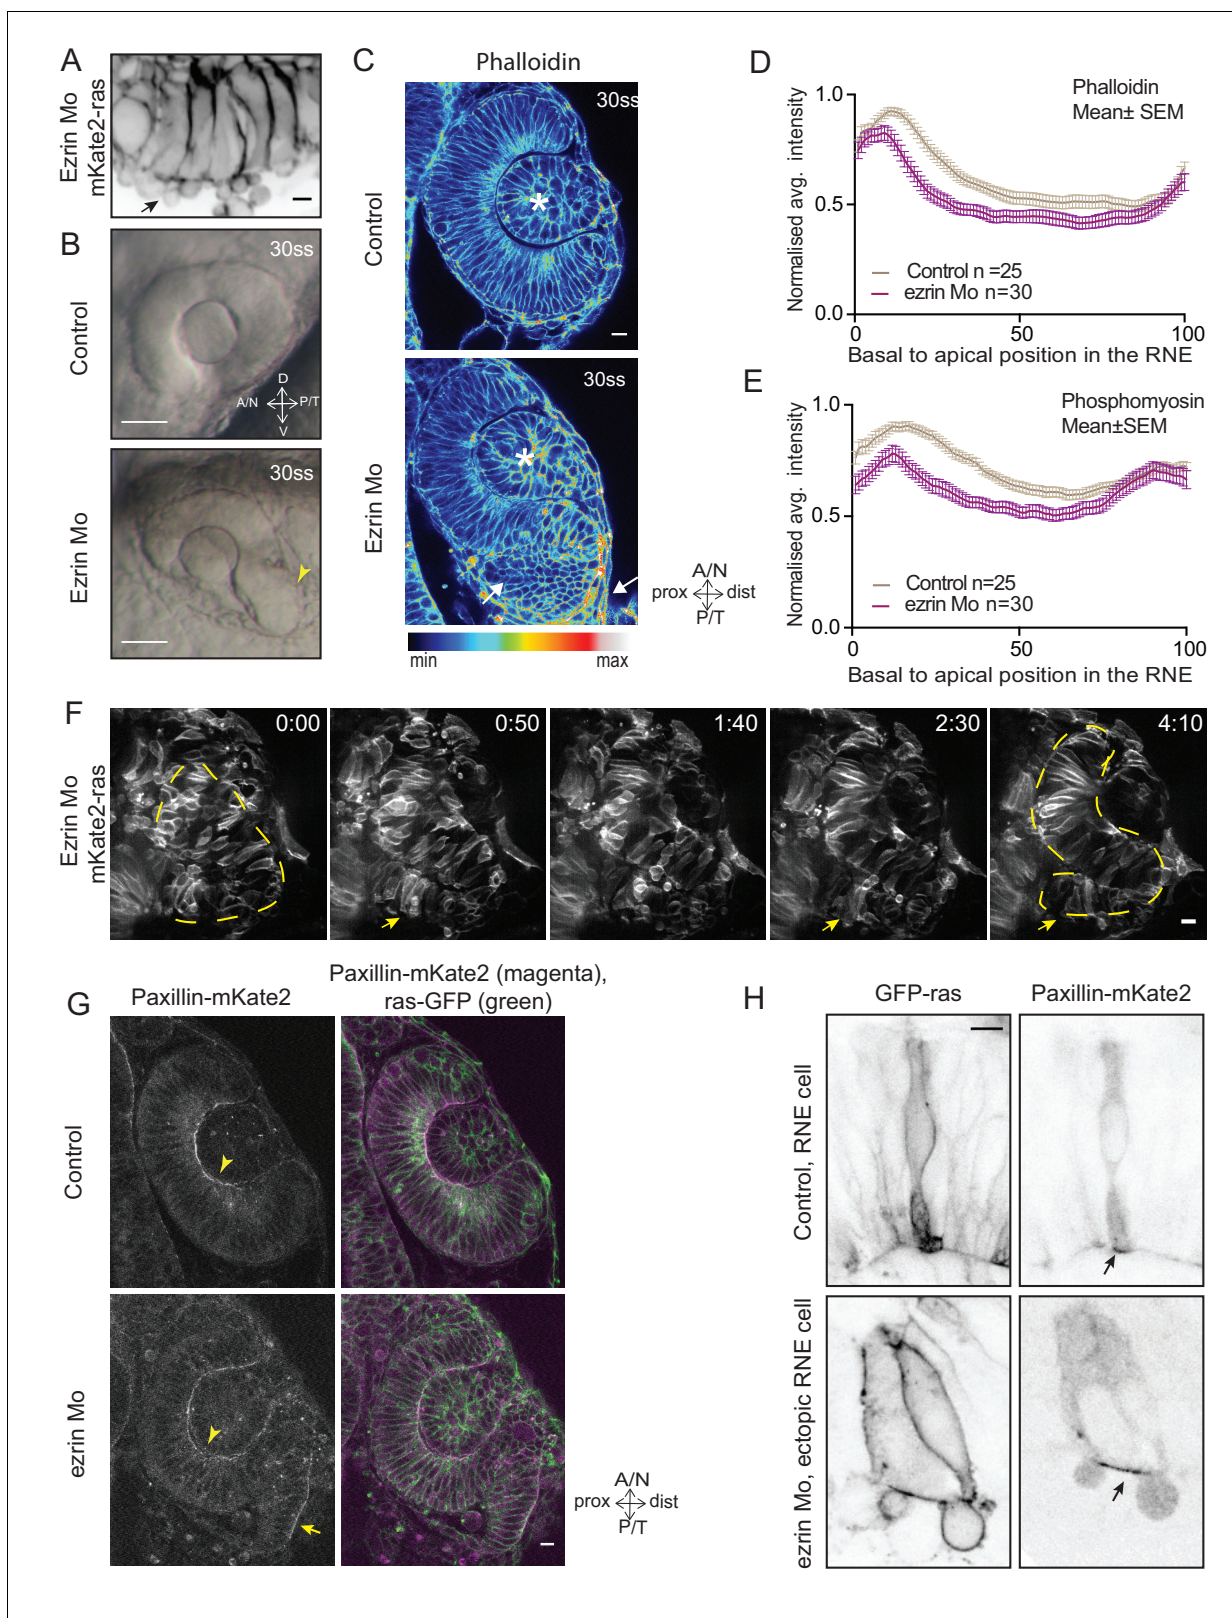 A
Ezrin Mo
mKate2-ras
B
Control
30ss
D
A/N
P/T
V
Ezrin Mo
30ss
C
Phalloidin
Control
30ss
*
Ezrin Mo
30ss
*
min
max
A/N
prox
dist
P/T
D
Phalloidin
Mean± SEM
Normalised avg. intensity
1.0
0.5
0.0
Control n =25
ezrin Mo n=30
0
50
100
Basal to apical position in the RNE
E
Phosphomyosin
Mean±SEM
Normalised avg. intensity
1.0
0.5
0.0
Control n=25
ezrin Mo n=30
0
50
100
Basal to apical position in the RNE
F
Ezrin Mo
mKate2-ras
0:00
0:50
1:40
2:30
4:10
G
Paxillin-mKate2
Paxillin-mKate2 (magenta),
ras-GFP (green)
Control
ezrin Mo
A/N
prox
dist
P/T
H
GFP-ras
Paxillin-mKate2
Control, RNE cell
ezrin Mo, ectopic RNE cell